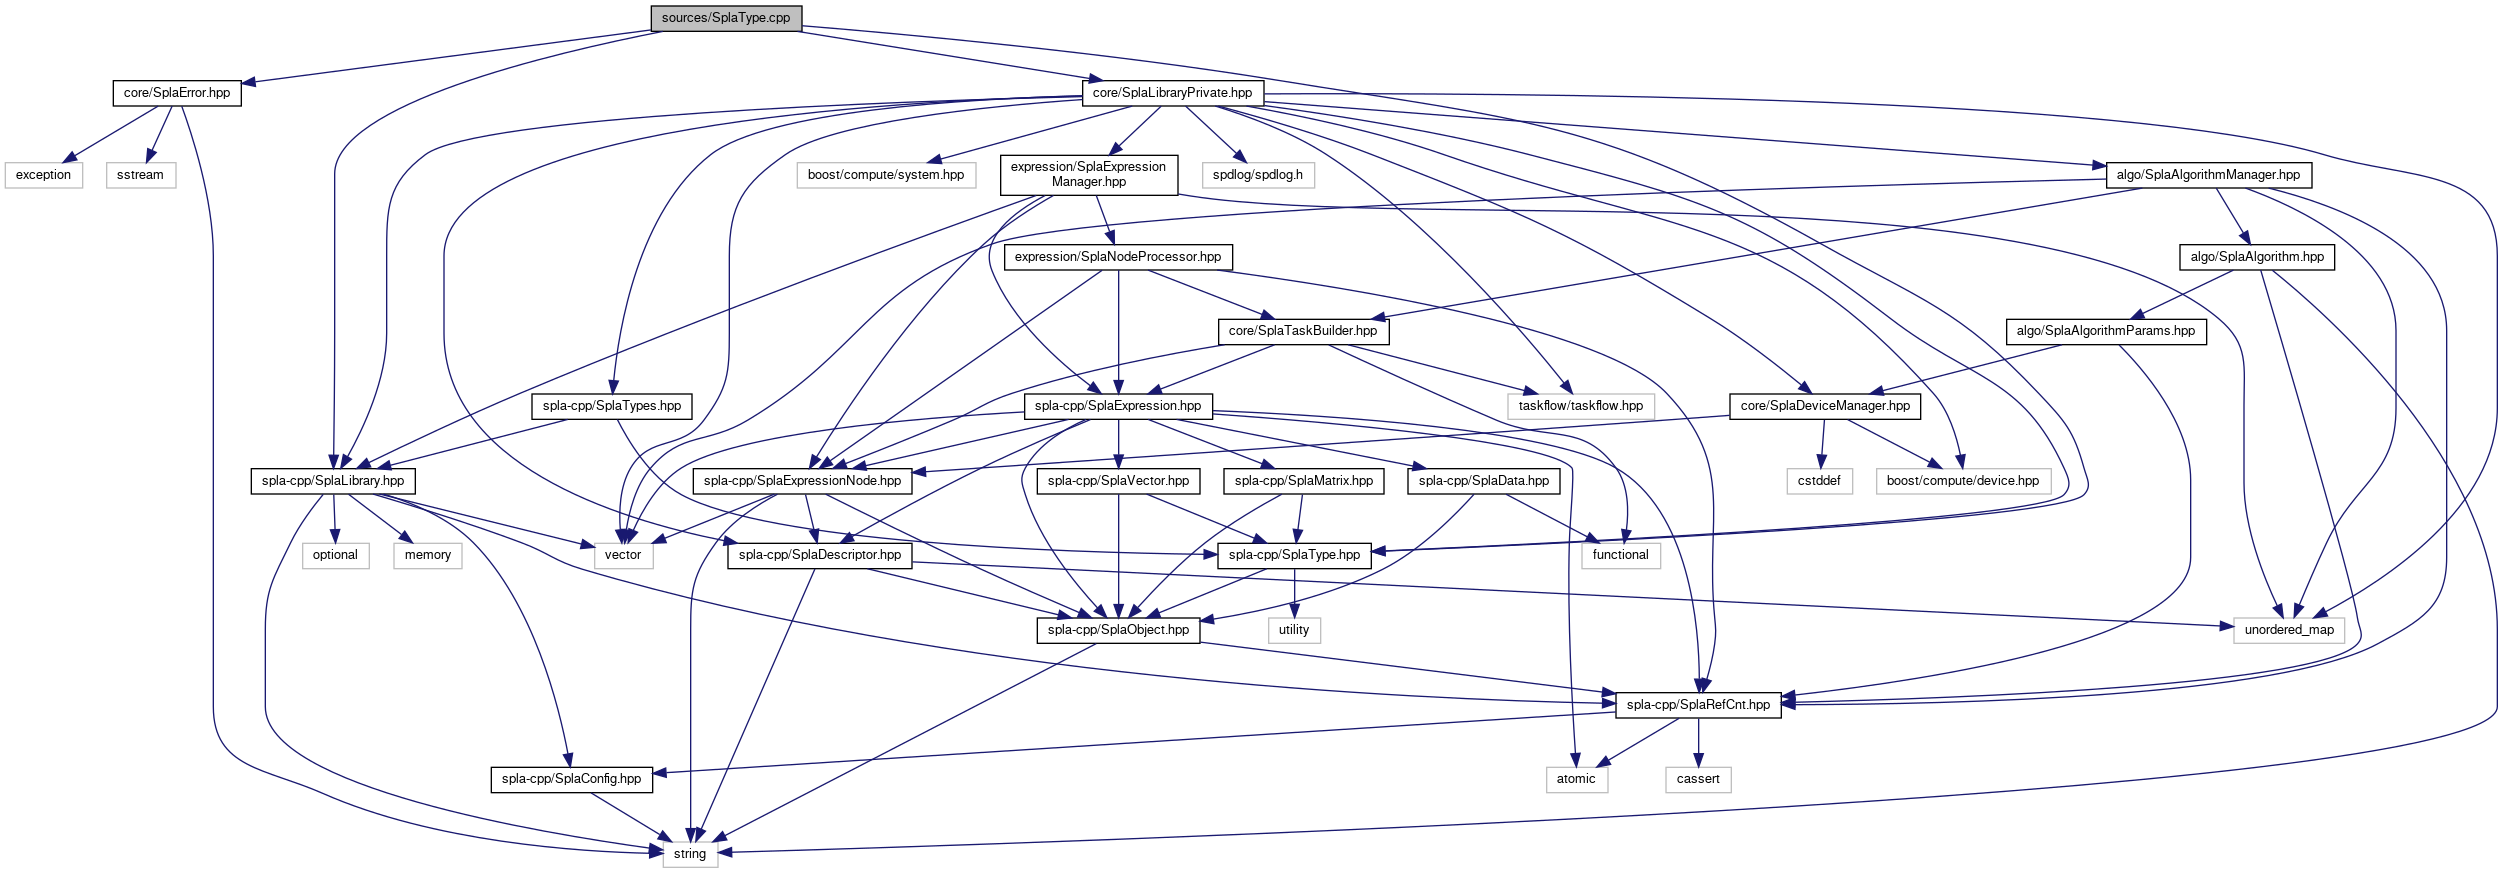 sources/SplaType.cpp
core/SplaError.hpp
core/SplaLibraryPrivate.hpp
exception
sstream
boost/compute/system.hpp
expression/SplaExpression
Manager.hpp
spdlog/spdlog.h
algo/SplaAlgorithmManager.hpp
expression/SplaNodeProcessor.hpp
algo/SplaAlgorithm.hpp
core/SplaTaskBuilder.hpp
algo/SplaAlgorithmParams.hpp
spla-cpp/SplaTypes.hpp
spla-cpp/SplaExpression.hpp
taskflow/taskflow.hpp
core/SplaDeviceManager.hpp
spla-cpp/SplaLibrary.hpp
spla-cpp/SplaExpressionNode.hpp
spla-cpp/SplaVector.hpp
spla-cpp/SplaMatrix.hpp
spla-cpp/SplaData.hpp
cstddef
boost/compute/device.hpp
optional
memory
vector
spla-cpp/SplaDescriptor.hpp
spla-cpp/SplaType.hpp
functional
spla-cpp/SplaObject.hpp
utility
unordered_map
spla-cpp/SplaRefCnt.hpp
spla-cpp/SplaConfig.hpp
atomic
cassert
string